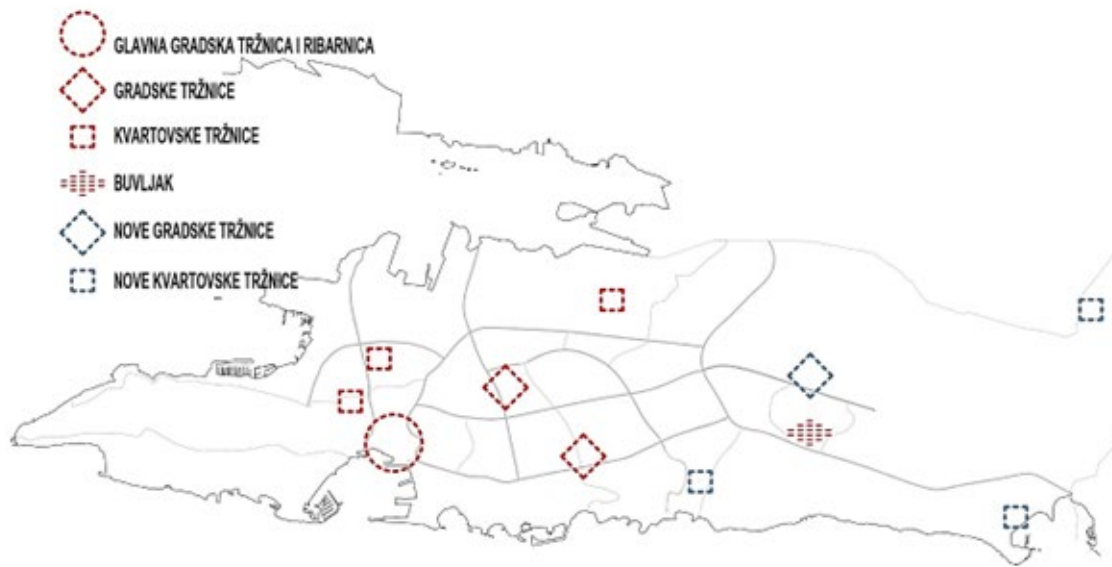 GLAVNA GRADSKA TRŽNICA I RIBARNICA
GRADSKE TRŽNICE
KVARTOVSKE TRŽNICE
BUVLJAK
NOVE GRADSKE TRŽNICE
NOVE KVARTOVSKE TRŽNICE